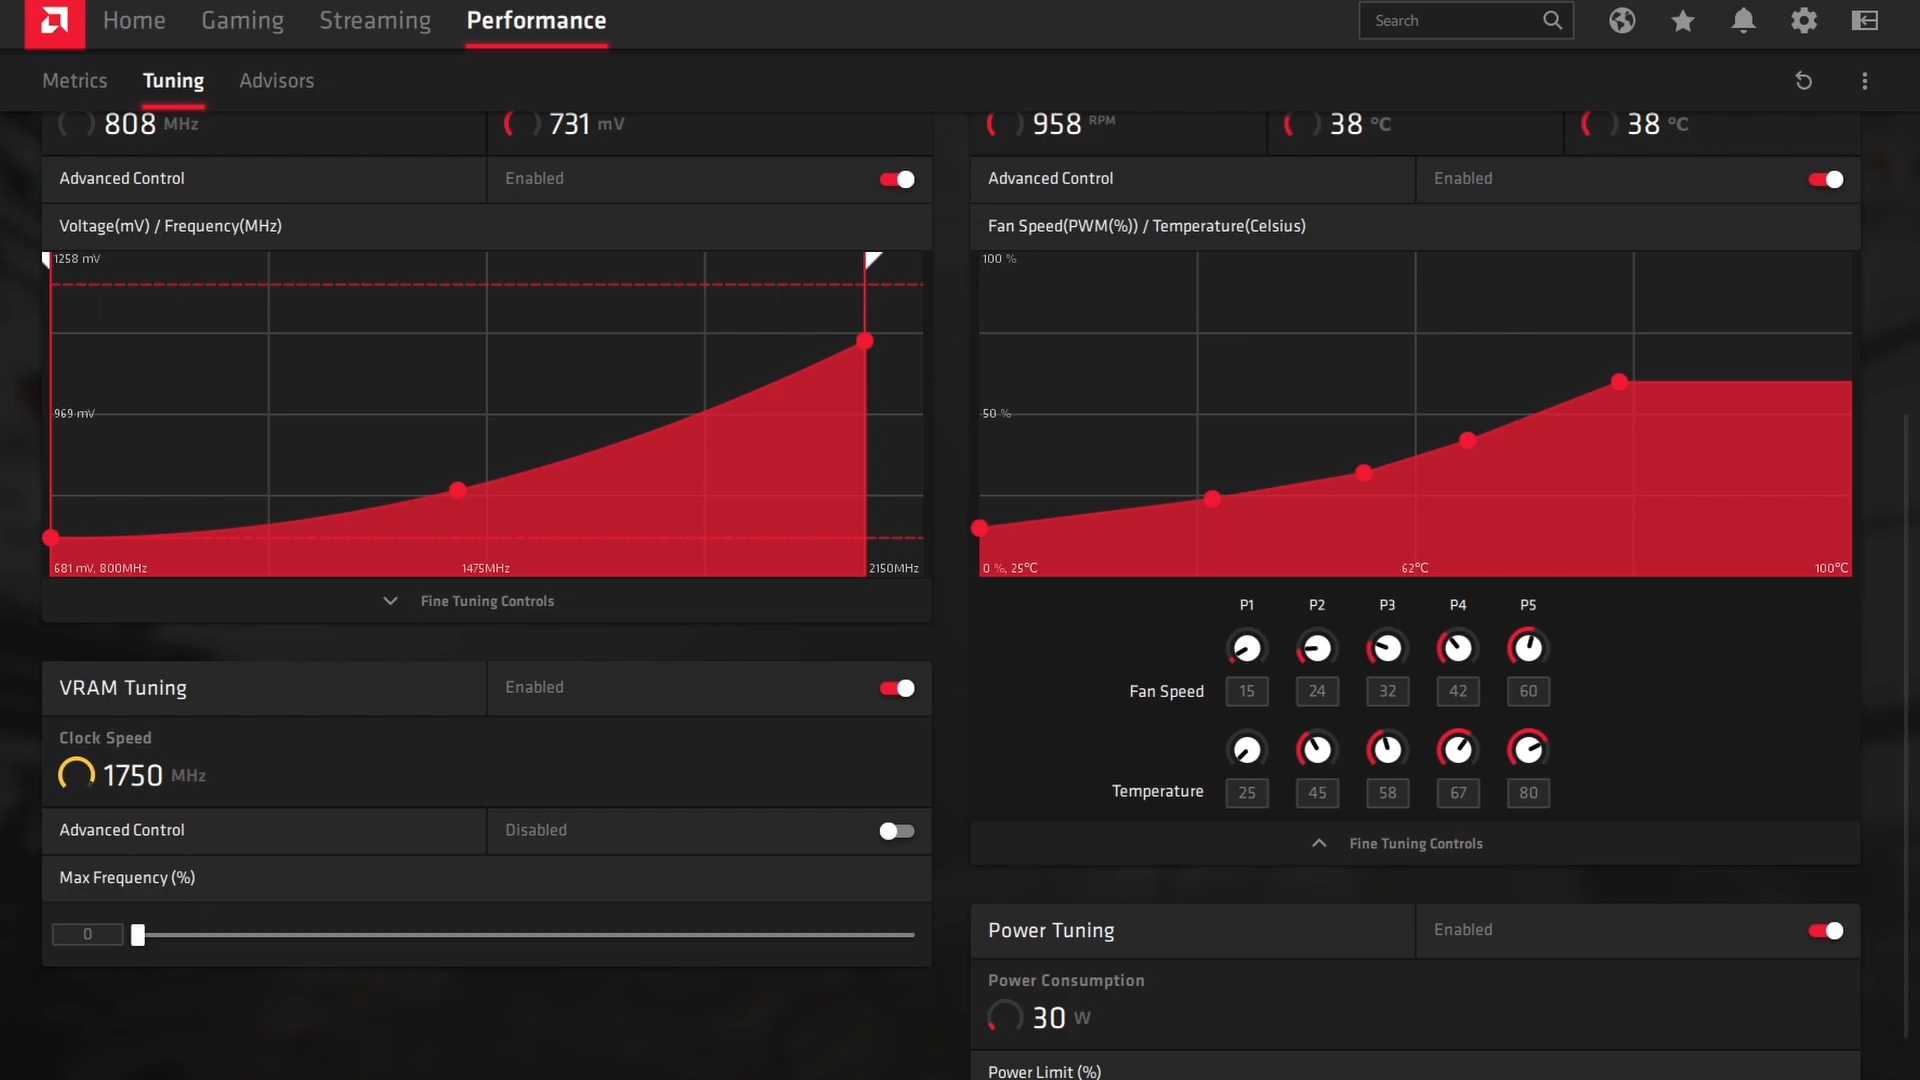 Home Gaming Streaming Performance Search
Metrics Tuning Advisors
808 MHz 731 mV
Advanced Control Enabled
Voltage(mV) / Frequency(MHz)
1258 mV
969 mV
681 mV, 800MHz 1475MHz 2150MHz
Fine Tuning Controls
VRAM Tuning Enabled
Clock Speed
1750 MHz
Advanced Control Disabled
Max Frequency (%)
0
958 RPM 38 °C 38 °C
Advanced Control Enabled
Fan Speed(PWM(%)) / Temperature(Celsius)
100 %
50 %
0 %, 25°C 62°C 100°C
P1 P2 P3 P4 P5
Fan Speed 15 24 32 42 60
Temperature 25 45 58 67 80
Fine Tuning Controls
Power Tuning Enabled
Power Consumption
30 W
Power Limit (%)